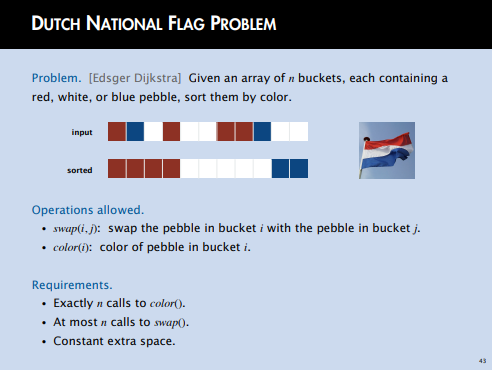 DUTCH NATIONAL FLAG PROBLEM
Problem. [Edsger Dijkstra] Given an array of n buckets, each containing a
red, white, or blue pebble, sort them by color.
input
sorted
Operations allowed.
• swap(i, j): swap the pebble in bucket i with the pebble in bucket j.
• color(i): color of pebble in bucket i.
Requirements.
• Exactly n calls to color().
• At most n calls to swap().
• Constant extra space.
43